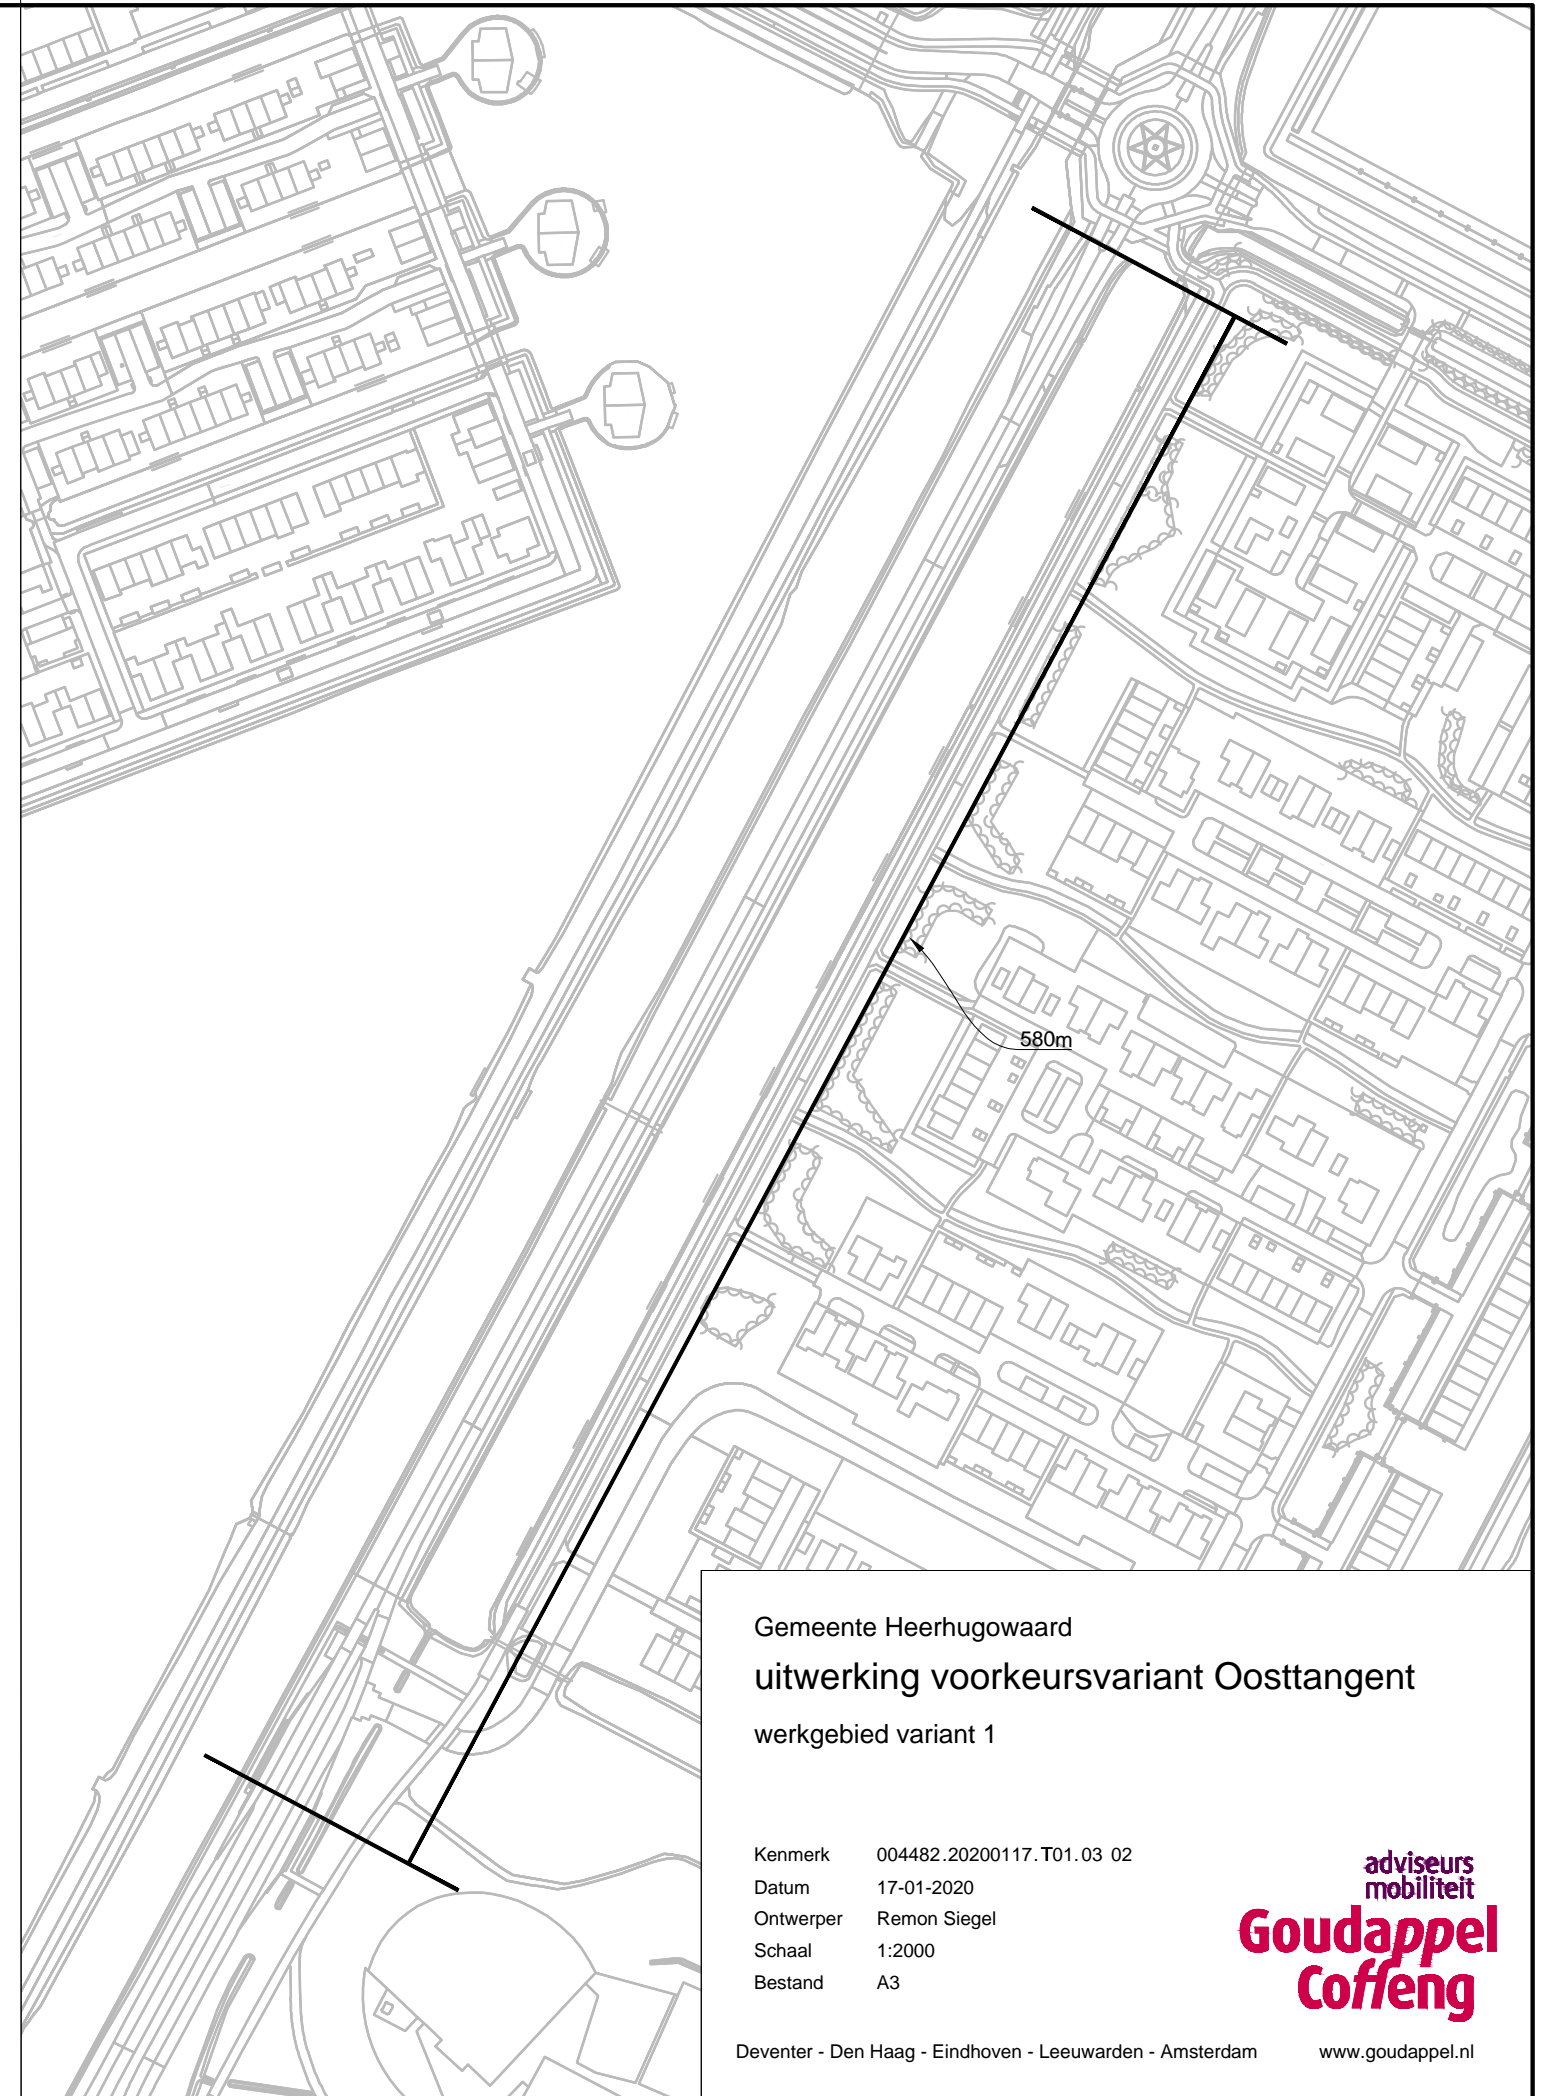 580m
Gemeente Heerhugowaard
uitwerking voorkeursvariant Oosttangent
werkgebied variant 1
Kenmerk 004482.20200117.T01.03 02
Datum 17-01-2020
Ontwerper Remon Siegel
Schaal 1:2000
Bestand A3
adviseurs
mobiliteit
Goudappel
Coffeng
Deventer - Den Haag - Eindhoven - Leeuwarden - Amsterdam www.goudappel.nl